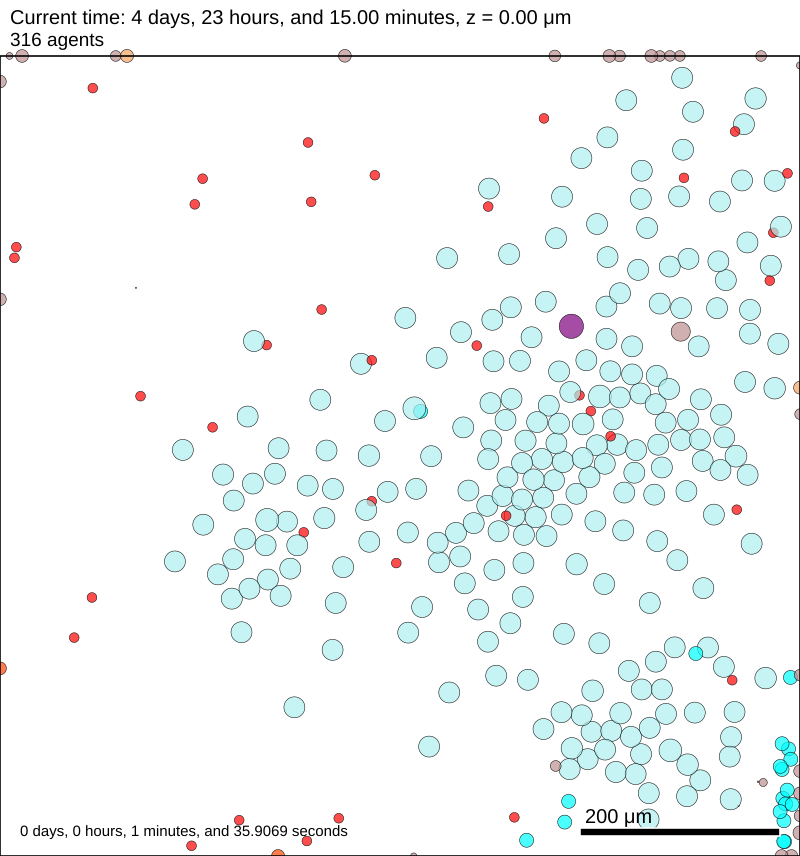 Current time: 4 days, 23 hours, and 15.00 minutes, z = 0.00 μm
316 agents
200 μm
0 days, 0 hours, 1 minutes, and 35.9069 seconds